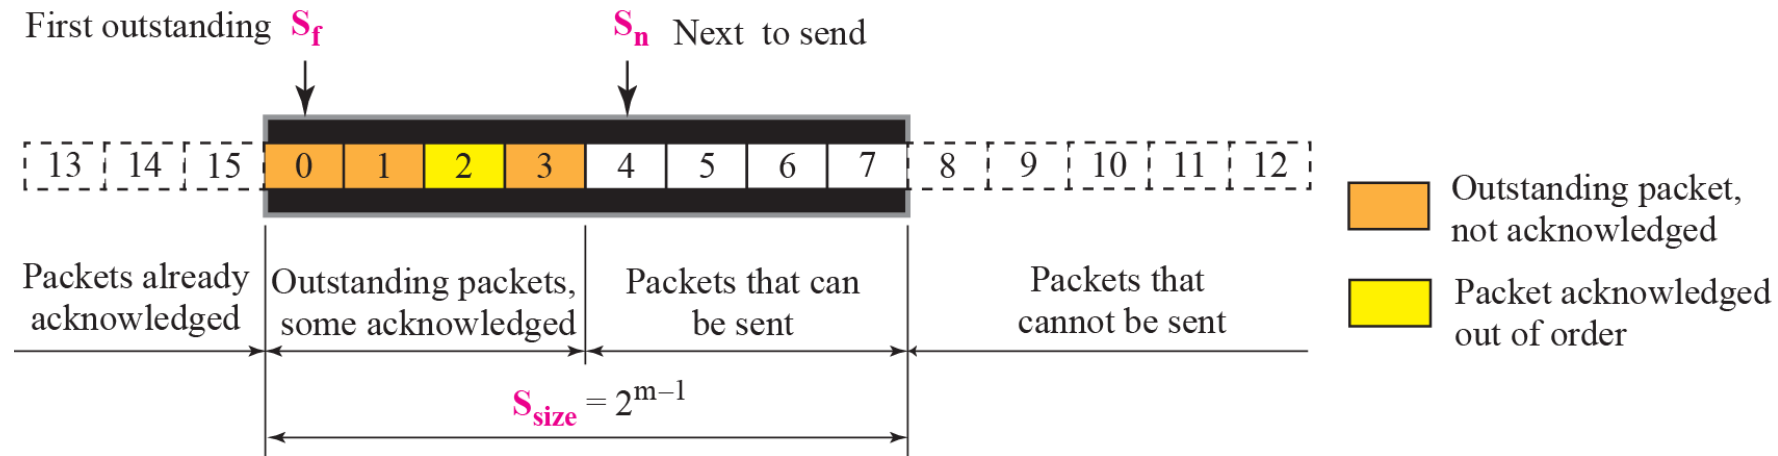 First outstanding S_f S_n Next to send
13 14 15 0 1 2 3 4 5 6 7 8 9 10 11 12
Outstanding packet,
not acknowledged
Packets already
acknowledged
Outstanding packets,
some acknowledged
Packets that can
be sent
Packets that
cannot be sent
Packet acknowledged
out of order
S_size = 2^{m–1}